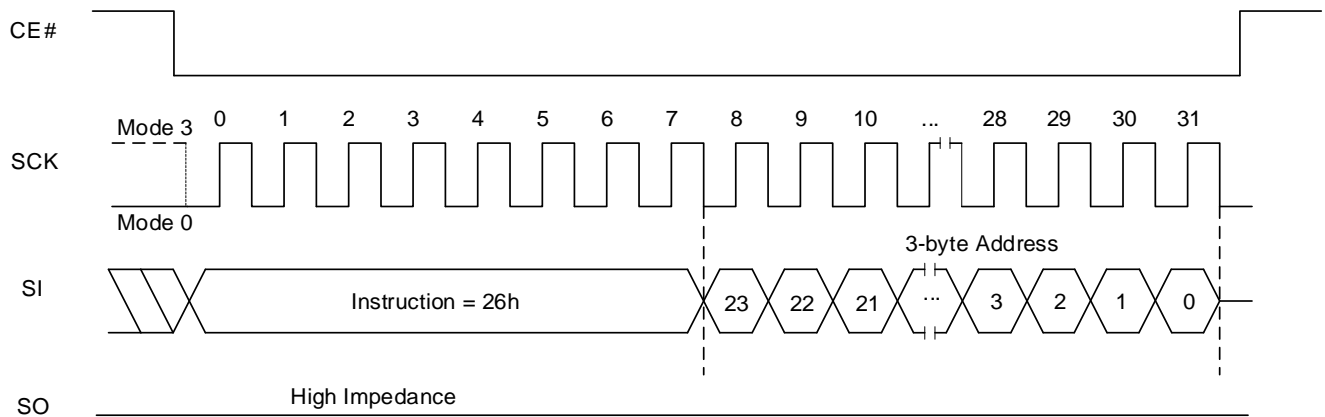 CE#
0 1 2 3 4 5 6 7 8 9 10 ... 28 29 30 31
Mode 3
SCK
Mode 0
3-byte Address
SI
Instruction = 26h 23 22 21 ... 3 2 1 0
High Impedance
SO